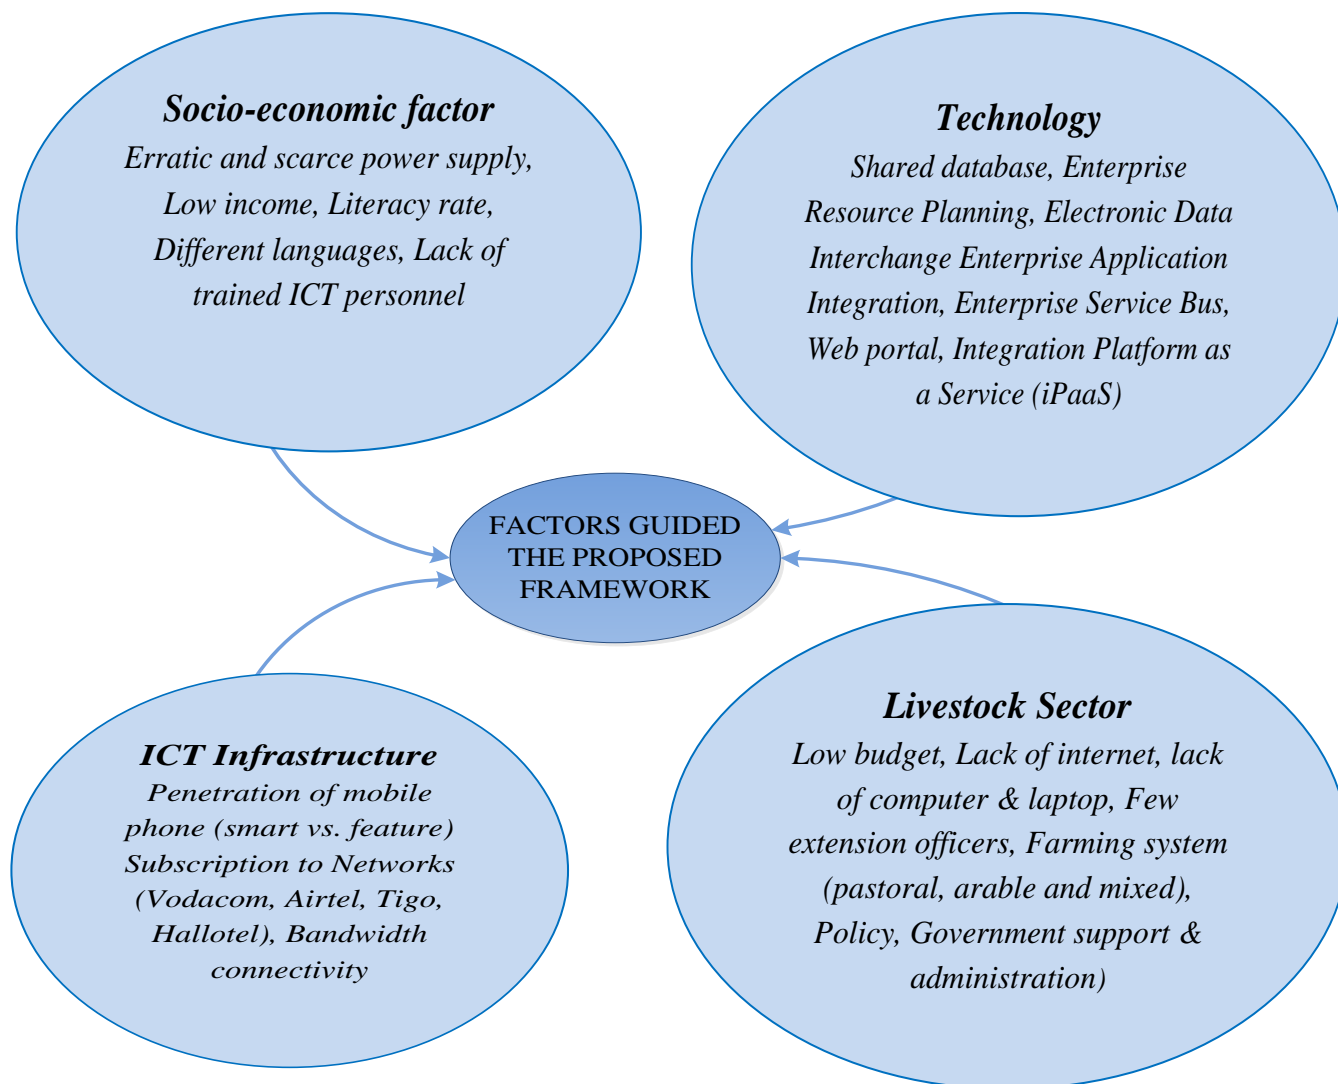 Socio-economic factor
Erratic and scarce power supply,
Low income, Literacy rate,
Different languages, Lack of
trained ICT personnel
Technology
Shared database, Enterprise
Resource Planning, Electronic Data
Interchange Enterprise Application
Integration, Enterprise Service Bus,
Web portal, Integration Platform as
a Service (iPaaS)
FACTORS GUIDED
THE PROPOSED
FRAMEWORK
ICT Infrastructure
Penetration of mobile
phone (smart vs. feature)
Subscription to Networks
(Vodacom, Airtel, Tigo,
Hallotel), Bandwidth
connectivity
Livestock Sector
Low budget, Lack of internet, lack
of computer & laptop, Few
extension officers, Farming system
(pastoral, arable and mixed),
Policy, Government support &
administration)